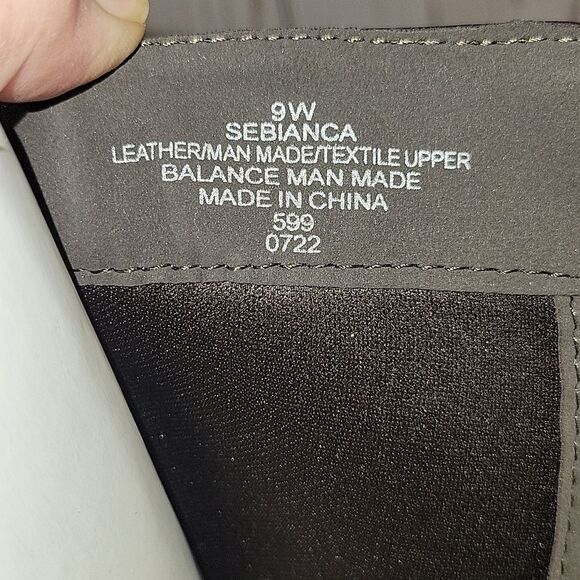 9W
SEBIANCA
LEATHER/MAN MADE/TEXTILE UPPER
BALANCE MAN MADE
MADE IN CHINA
599
0722